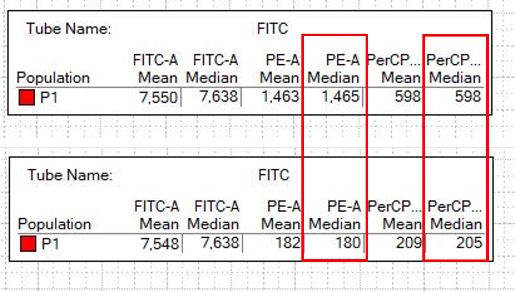 Tube Name: FITC
FITC-A FITC-A PE-A PE-A PerCP... PerCP...
Population Mean Median Mean Median Mean Median
P1 7,550 7,638 1,463 1,465 598 598
Tube Name: FITC
FITC-A FITC-A PE-A PE-A PerCP... PerCP...
Population Mean Median Mean Median Mean Median
P1 7,548 7,638 182 180 209 205